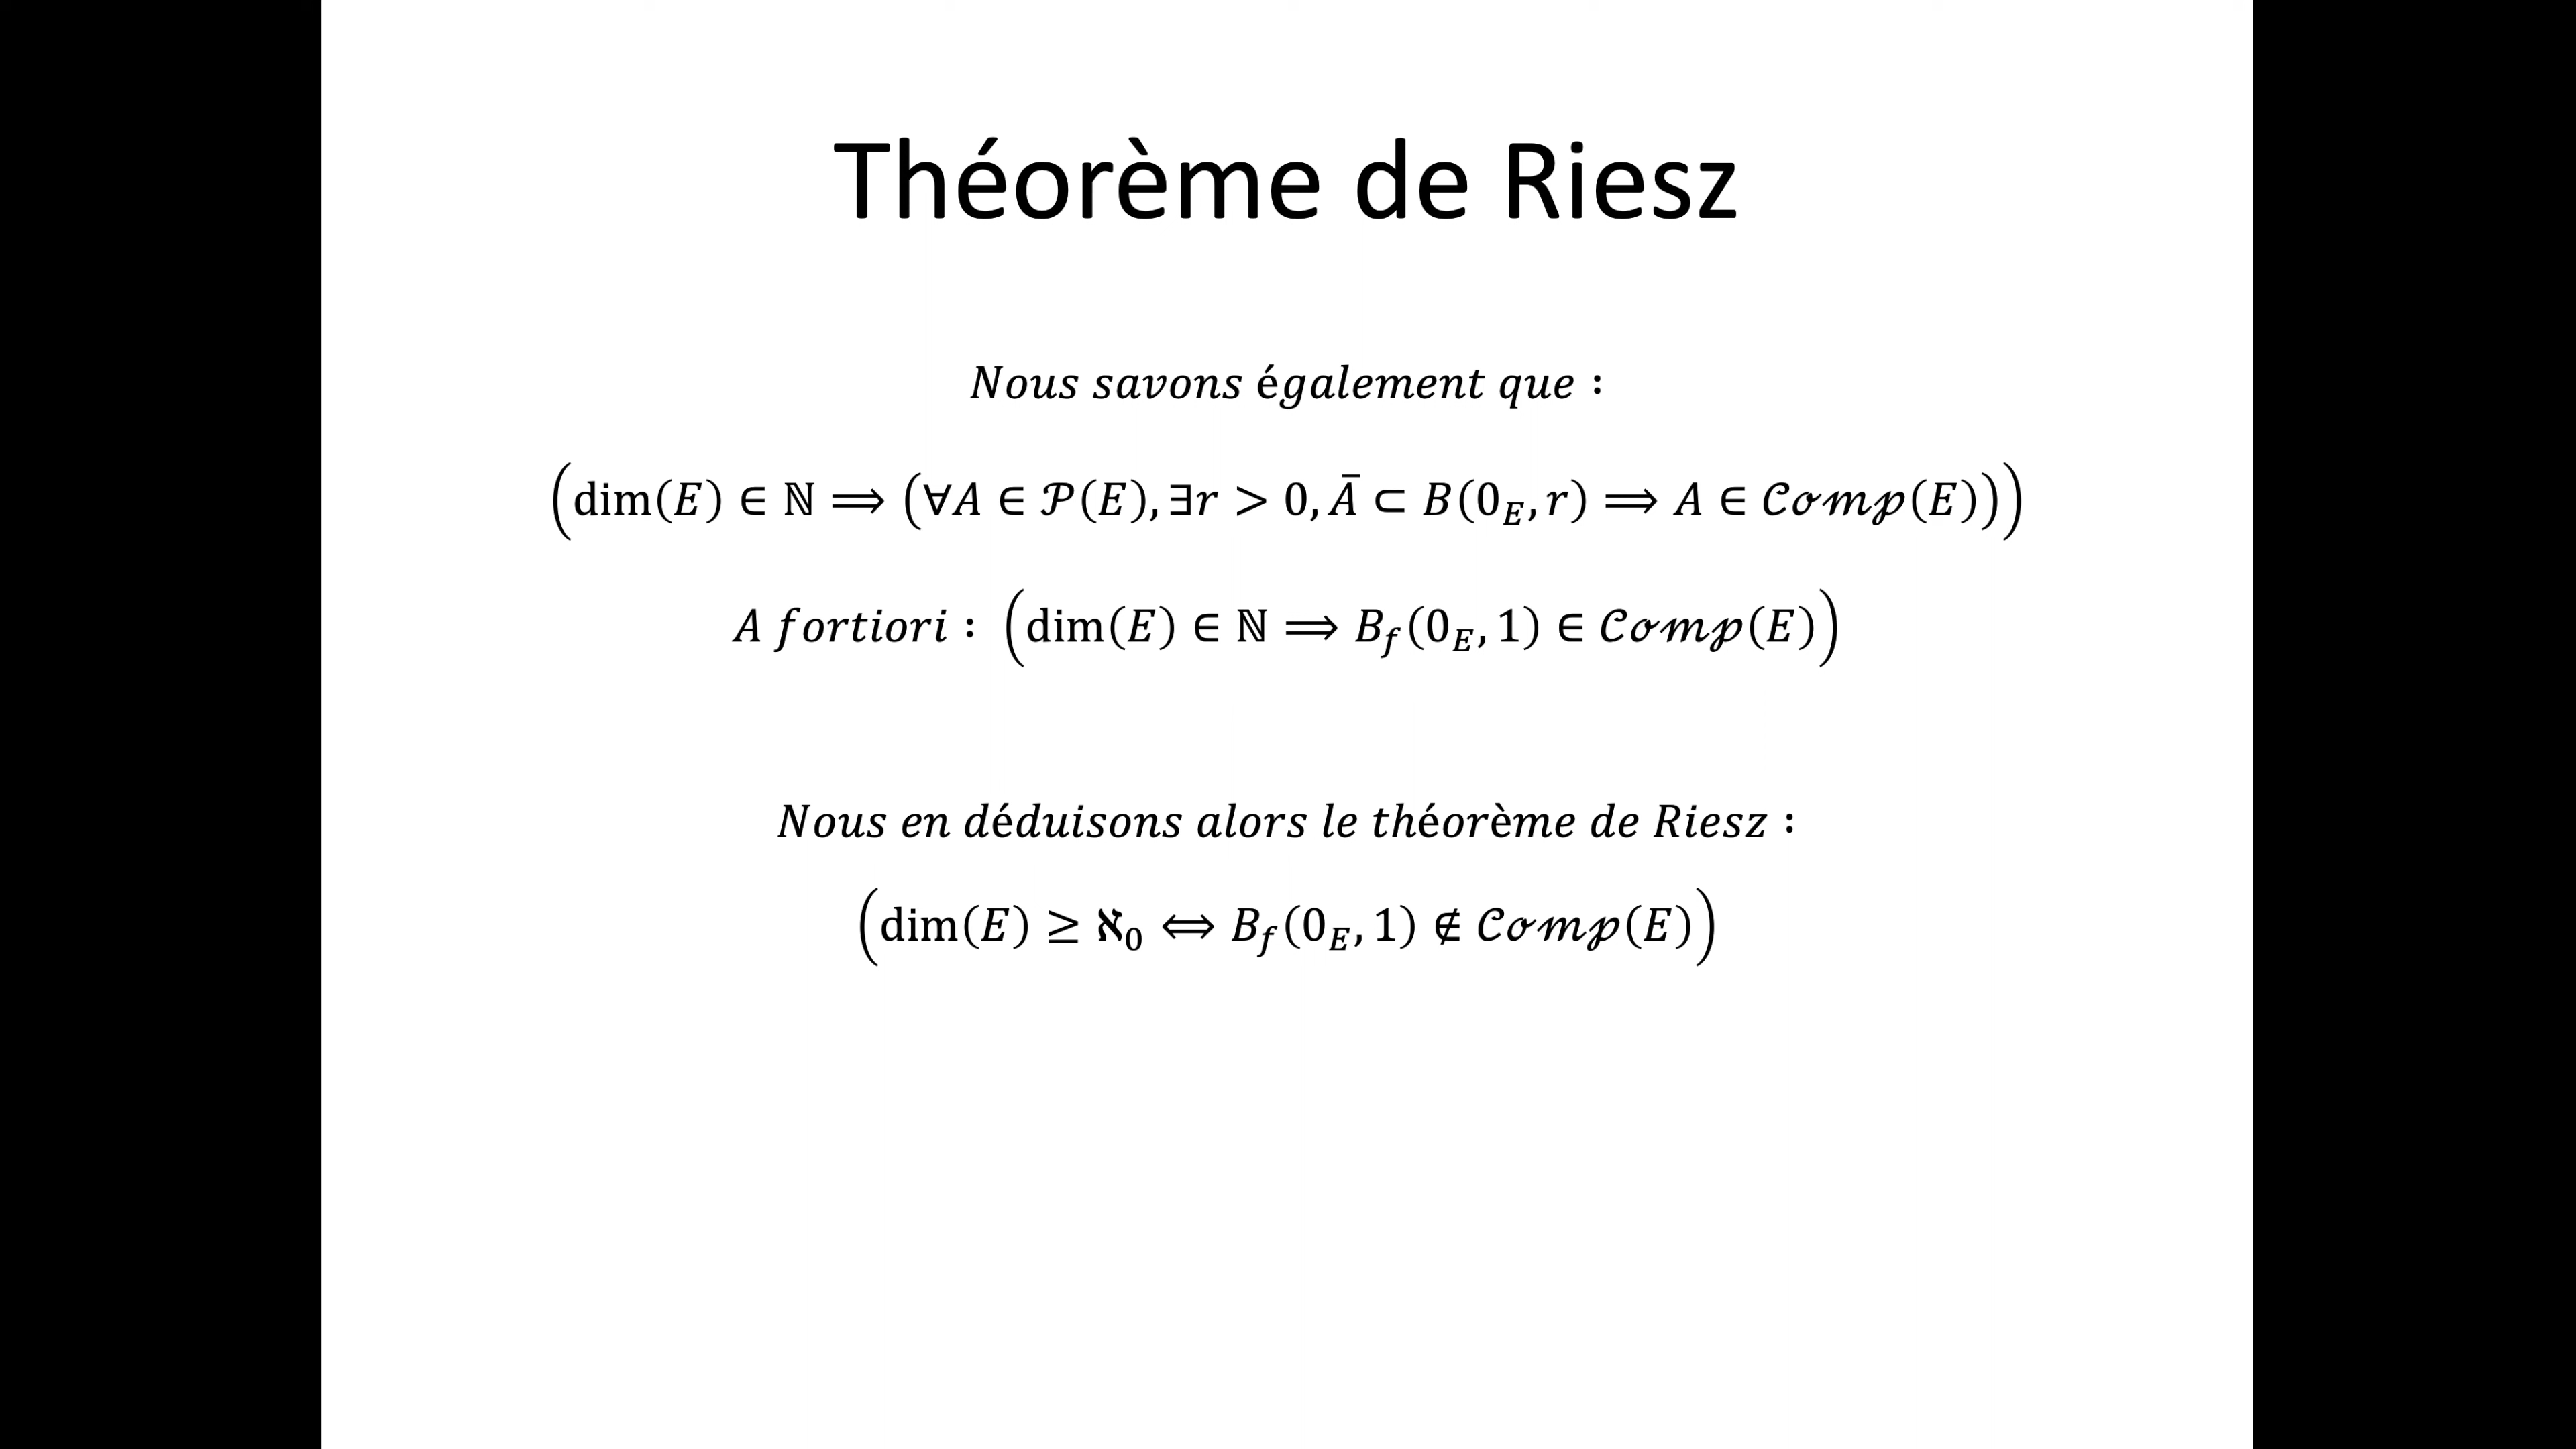 Théorème de Riesz
Nous savons également que :
(dim(E) ∈ ℕ ⟹ (∀A ∈ 𝒫(E), ∃r > 0, Ā ⊂ B(0_E, r) ⟹ A ∈ 𝒞ℴ𝓂𝓅(E)))
A fortiori : (dim(E) ∈ ℕ ⟹ B_f(0_E, 1) ∈ 𝒞ℴ𝓂𝓅(E))
Nous en déduisons alors le théorème de Riesz :
(dim(E) ≥ ℵ₀ ⟺ B_f(0_E, 1) ∉ 𝒞ℴ𝓂𝓅(E))